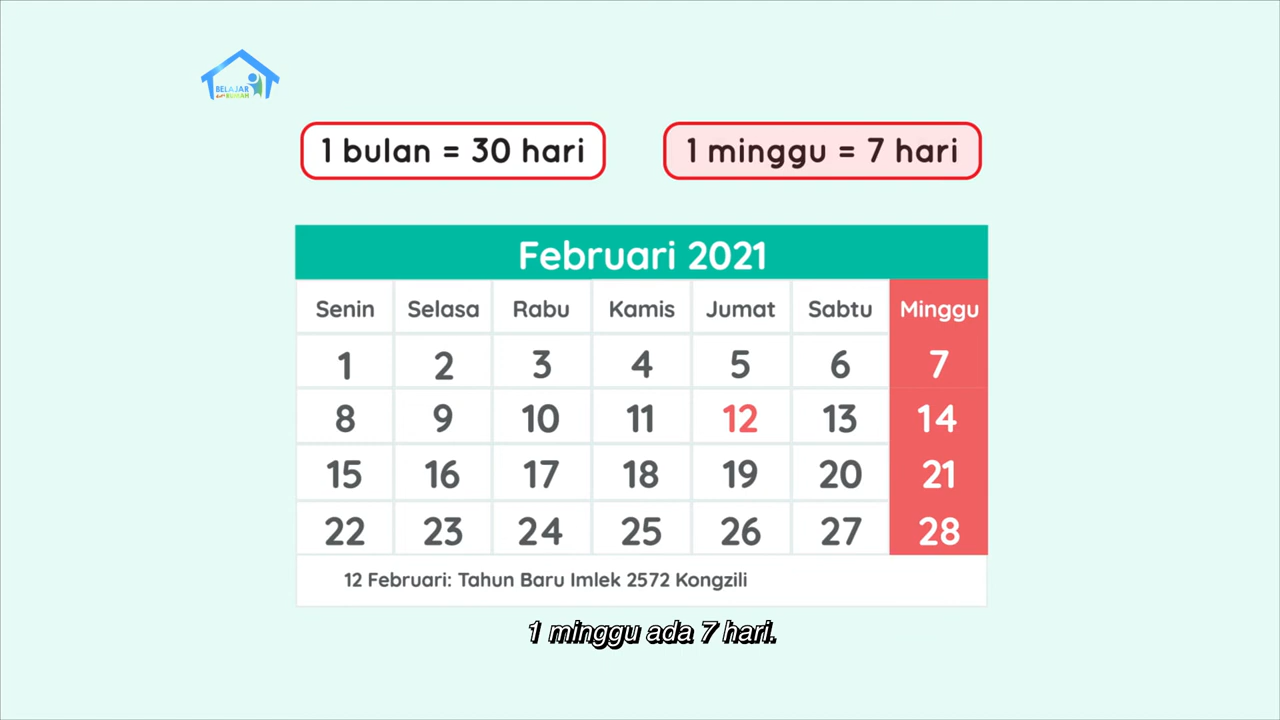 BELAJAR
RUMAH
1 bulan = 30 hari
1 minggu = 7 hari
Februari 2021
Senin Selasa Rabu Kamis Jumat Sabtu Minggu
1 2 3 4 5 6 7
8 9 10 11 12 13 14
15 16 17 18 19 20 21
22 23 24 25 26 27 28
12 Februari: Tahun Baru Imlek 2572 Kongzili
1 minggu ada 7 hari.